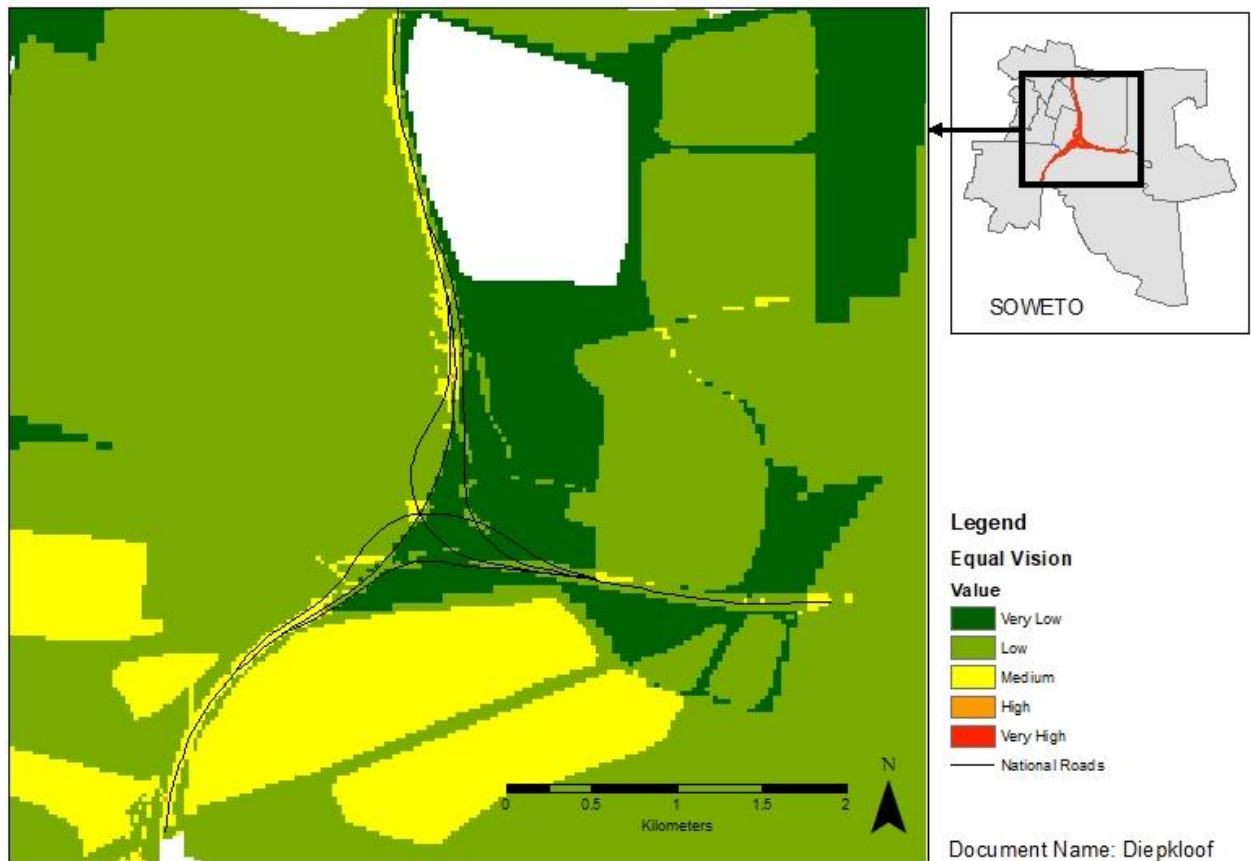 SOWETO
Legend
Equal Vision
Value
Very Low
Low
Medium
High
Very High
National Roads
N
0 0.5 1 1.5 2
Kilometers
Document Name: Diepkloof